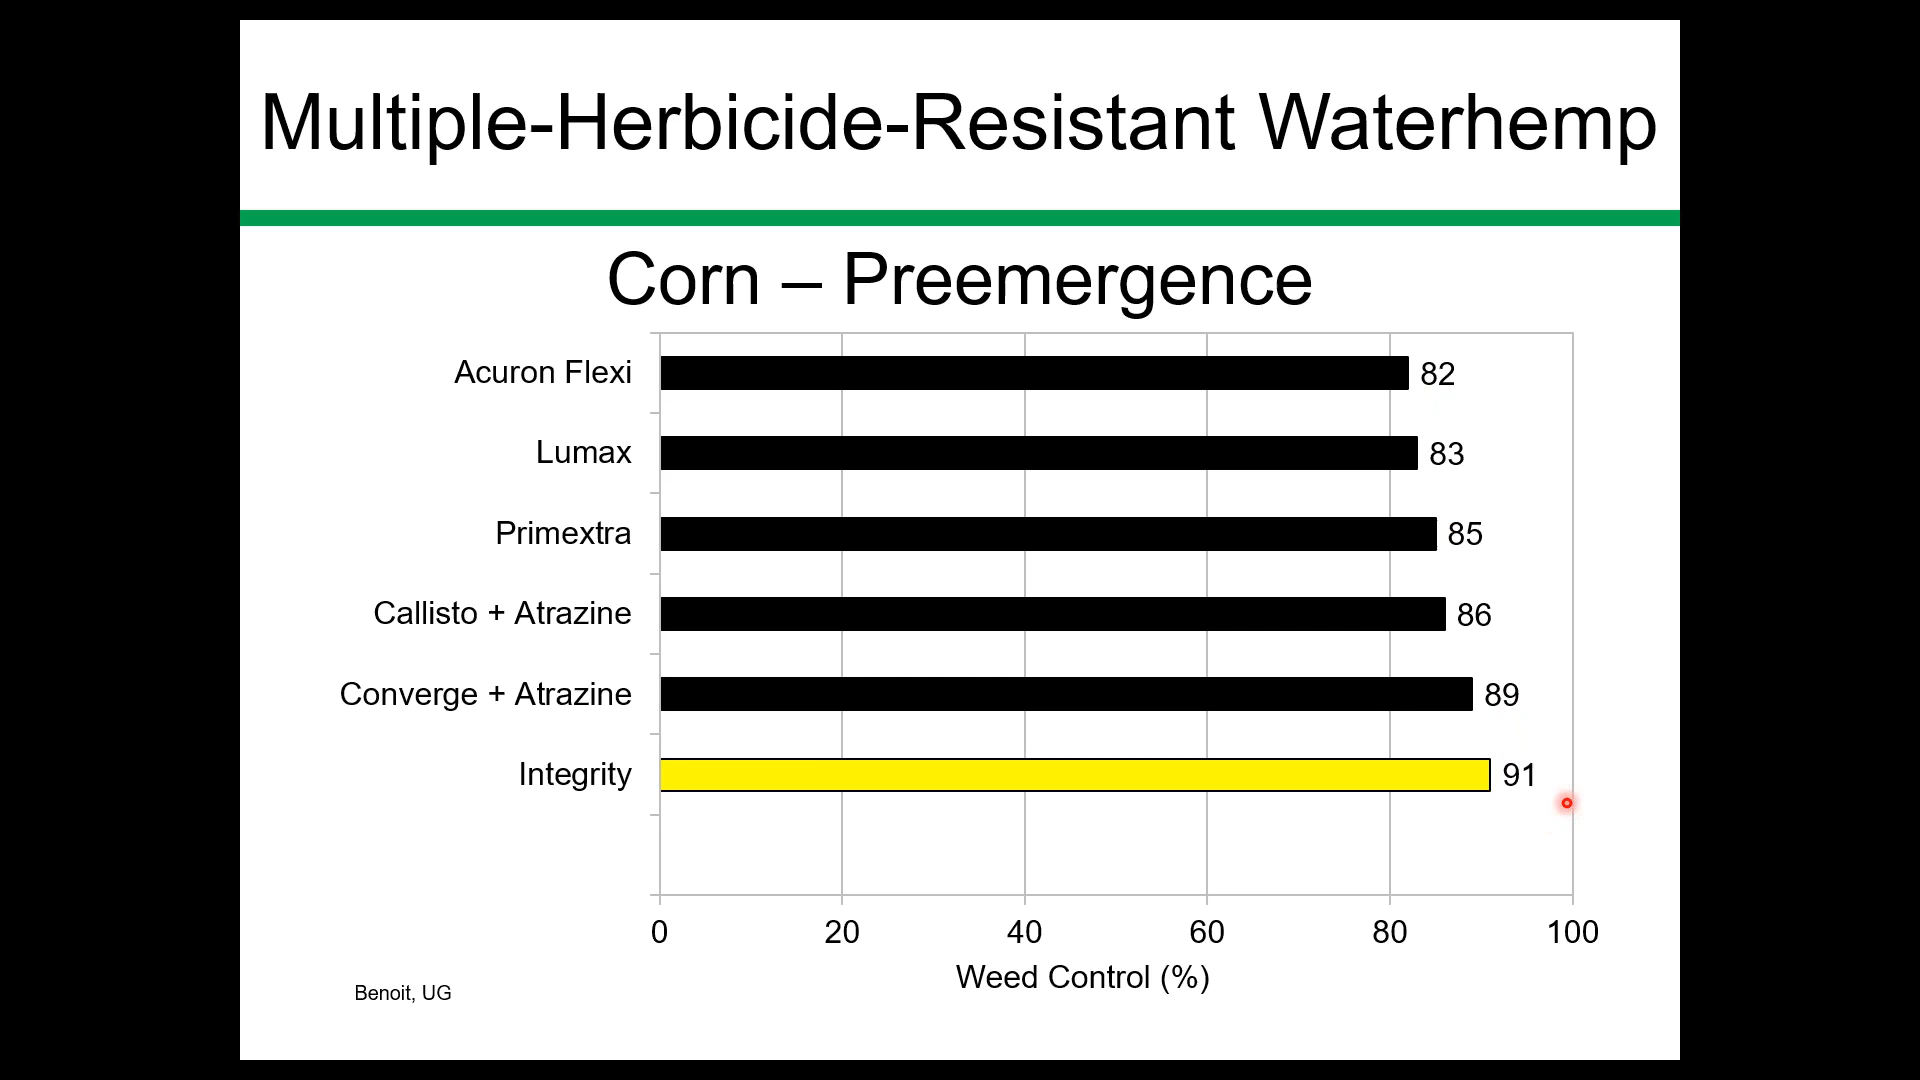 Multiple-Herbicide-Resistant Waterhemp
Corn – Preemergence
Acuron Flexi 82
Lumax 83
Primextra 85
Callisto + Atrazine 86
Converge + Atrazine 89
Integrity 91
0 20 40 60 80 100
Weed Control (%)
Benoit, UG